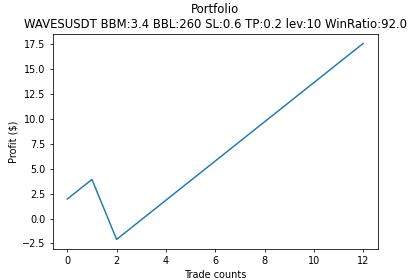 Portfolio
WAVESUSDT BBM:3.4 BBL:260 SL:0.6 TP:0.2 lev:10 WinRatio:92.0
17.5
15.0
12.5
10.0
7.5
5.0
2.5
0.0
−2.5
Profit ($)
0 2 4 6 8 10 12
Trade counts